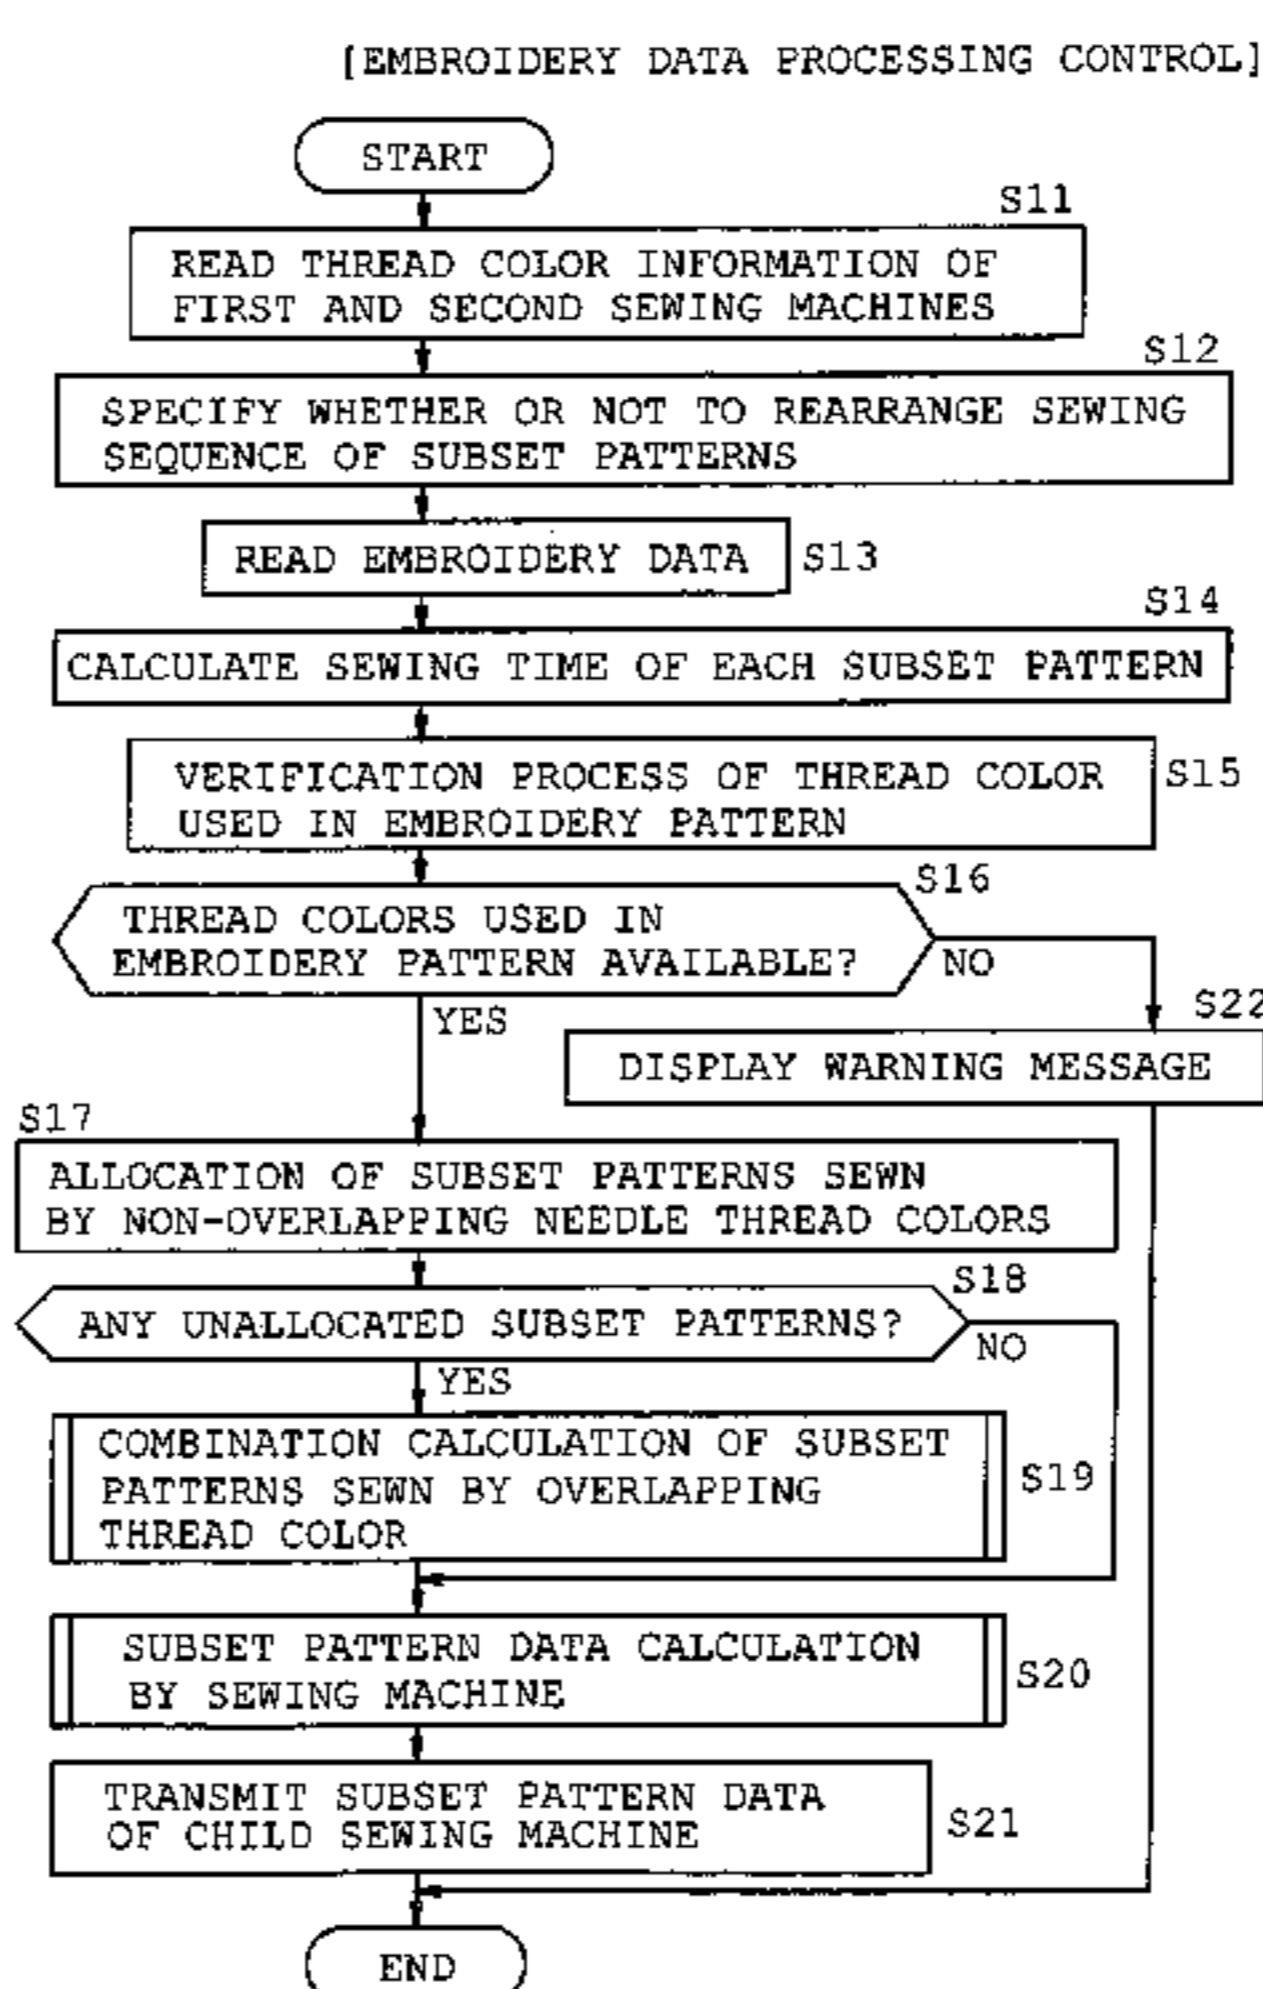 [EMBROIDERY DATA PROCESSING CONTROL]
START
S11
READ THREAD COLOR INFORMATION OF
FIRST AND SECOND SEWING MACHINES
S12
SPECIFY WHETHER OR NOT TO REARRANGE SEWING
SEQUENCE OF SUBSET PATTERNS
READ EMBROIDERY DATA S13
S14
CALCULATE SEWING TIME OF EACH SUBSET PATTERN
VERIFICATION PROCESS OF THREAD COLOR S15
USED IN EMBROIDERY PATTERN
S16
THREAD COLORS USED IN
EMBROIDERY PATTERN AVAILABLE? NO
YES
S22
DISPLAY WARNING MESSAGE
S17
ALLOCATION OF SUBSET PATTERNS SEWN
BY NON-OVERLAPPING NEEDLE THREAD COLORS
S18
ANY UNALLOCATED SUBSET PATTERNS?
NO
YES
COMBINATION CALCULATION OF SUBSET
PATTERNS SEWN BY OVERLAPPING S19
THREAD COLOR
SUBSET PATTERN DATA CALCULATION
BY SEWING MACHINE S20
TRANSMIT SUBSET PATTERN DATA
OF CHILD SEWING MACHINE S21
END